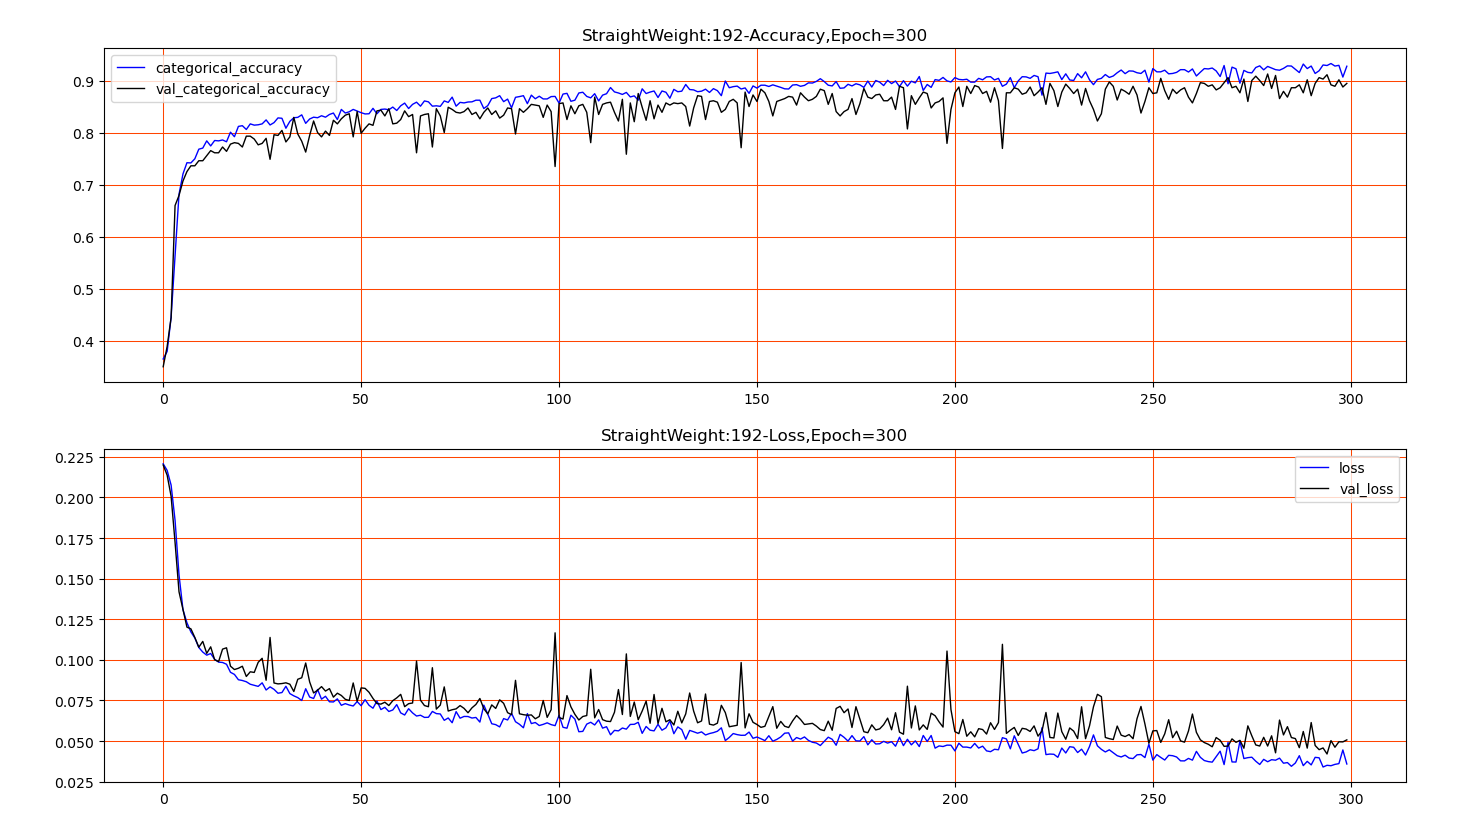 StraightWeight:192-Accuracy,Epoch=300
categorical_accuracy
val_categorical_accuracy
0.9
0.8
0.7
0.6
0.5
0.4
0 50 100 150 200 250 300
StraightWeight:192-Loss,Epoch=300
loss
val_loss
0.225
0.200
0.175
0.150
0.125
0.100
0.075
0.050
0.025
0 50 100 150 200 250 300